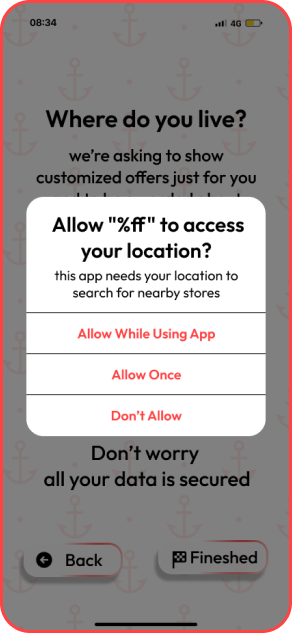 08:34
4G
Where do you live?
we're asking to show
customized offers just for you
Allow "%ff" to access
your location?
this app needs your location to
search for nearby stores
Allow While Using App
Allow Once
Don't Allow
Don't worry
all your data is secured
Back
Fineshed